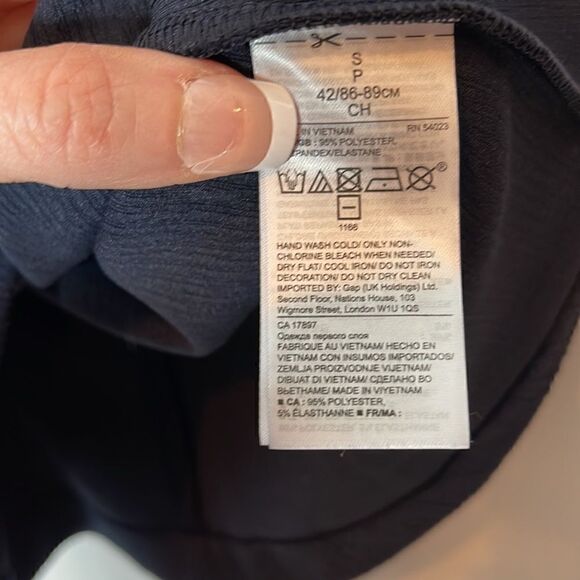 S
P
42/86-89CM
CH
IN VIETNAM RN 54023
: 95% POLYESTER,
1166
HAND WASH COLD/ ONLY NON-
CHLORINE BLEACH WHEN NEEDED/
DRY FLAT/ COOL IRON/ DO NOT IRON
DECORATION/ DO NOT DRY CLEAN
IMPORTED BY: Gap (UK Holdings) Ltd.
Second Floor, Nations House, 103
Wigmore Street, London W1U 1QS
CA 17897
Одежда первого слоя
FABRIQUE AU VIETNAM/ HECHO EN
VIETNAM CON INSUMOS IMPORTADOS/
ZEMLJA PROIZVODNJE VIJETNAM/
DIBUAT DI VIETNAM/ СДЕЛАНО ВО
ВЬЕТНАМЕ/ MADE IN VIYETNAM
■ CA : 95% POLYESTER,
5% ÉLASTHANNE ■ FR/MA :